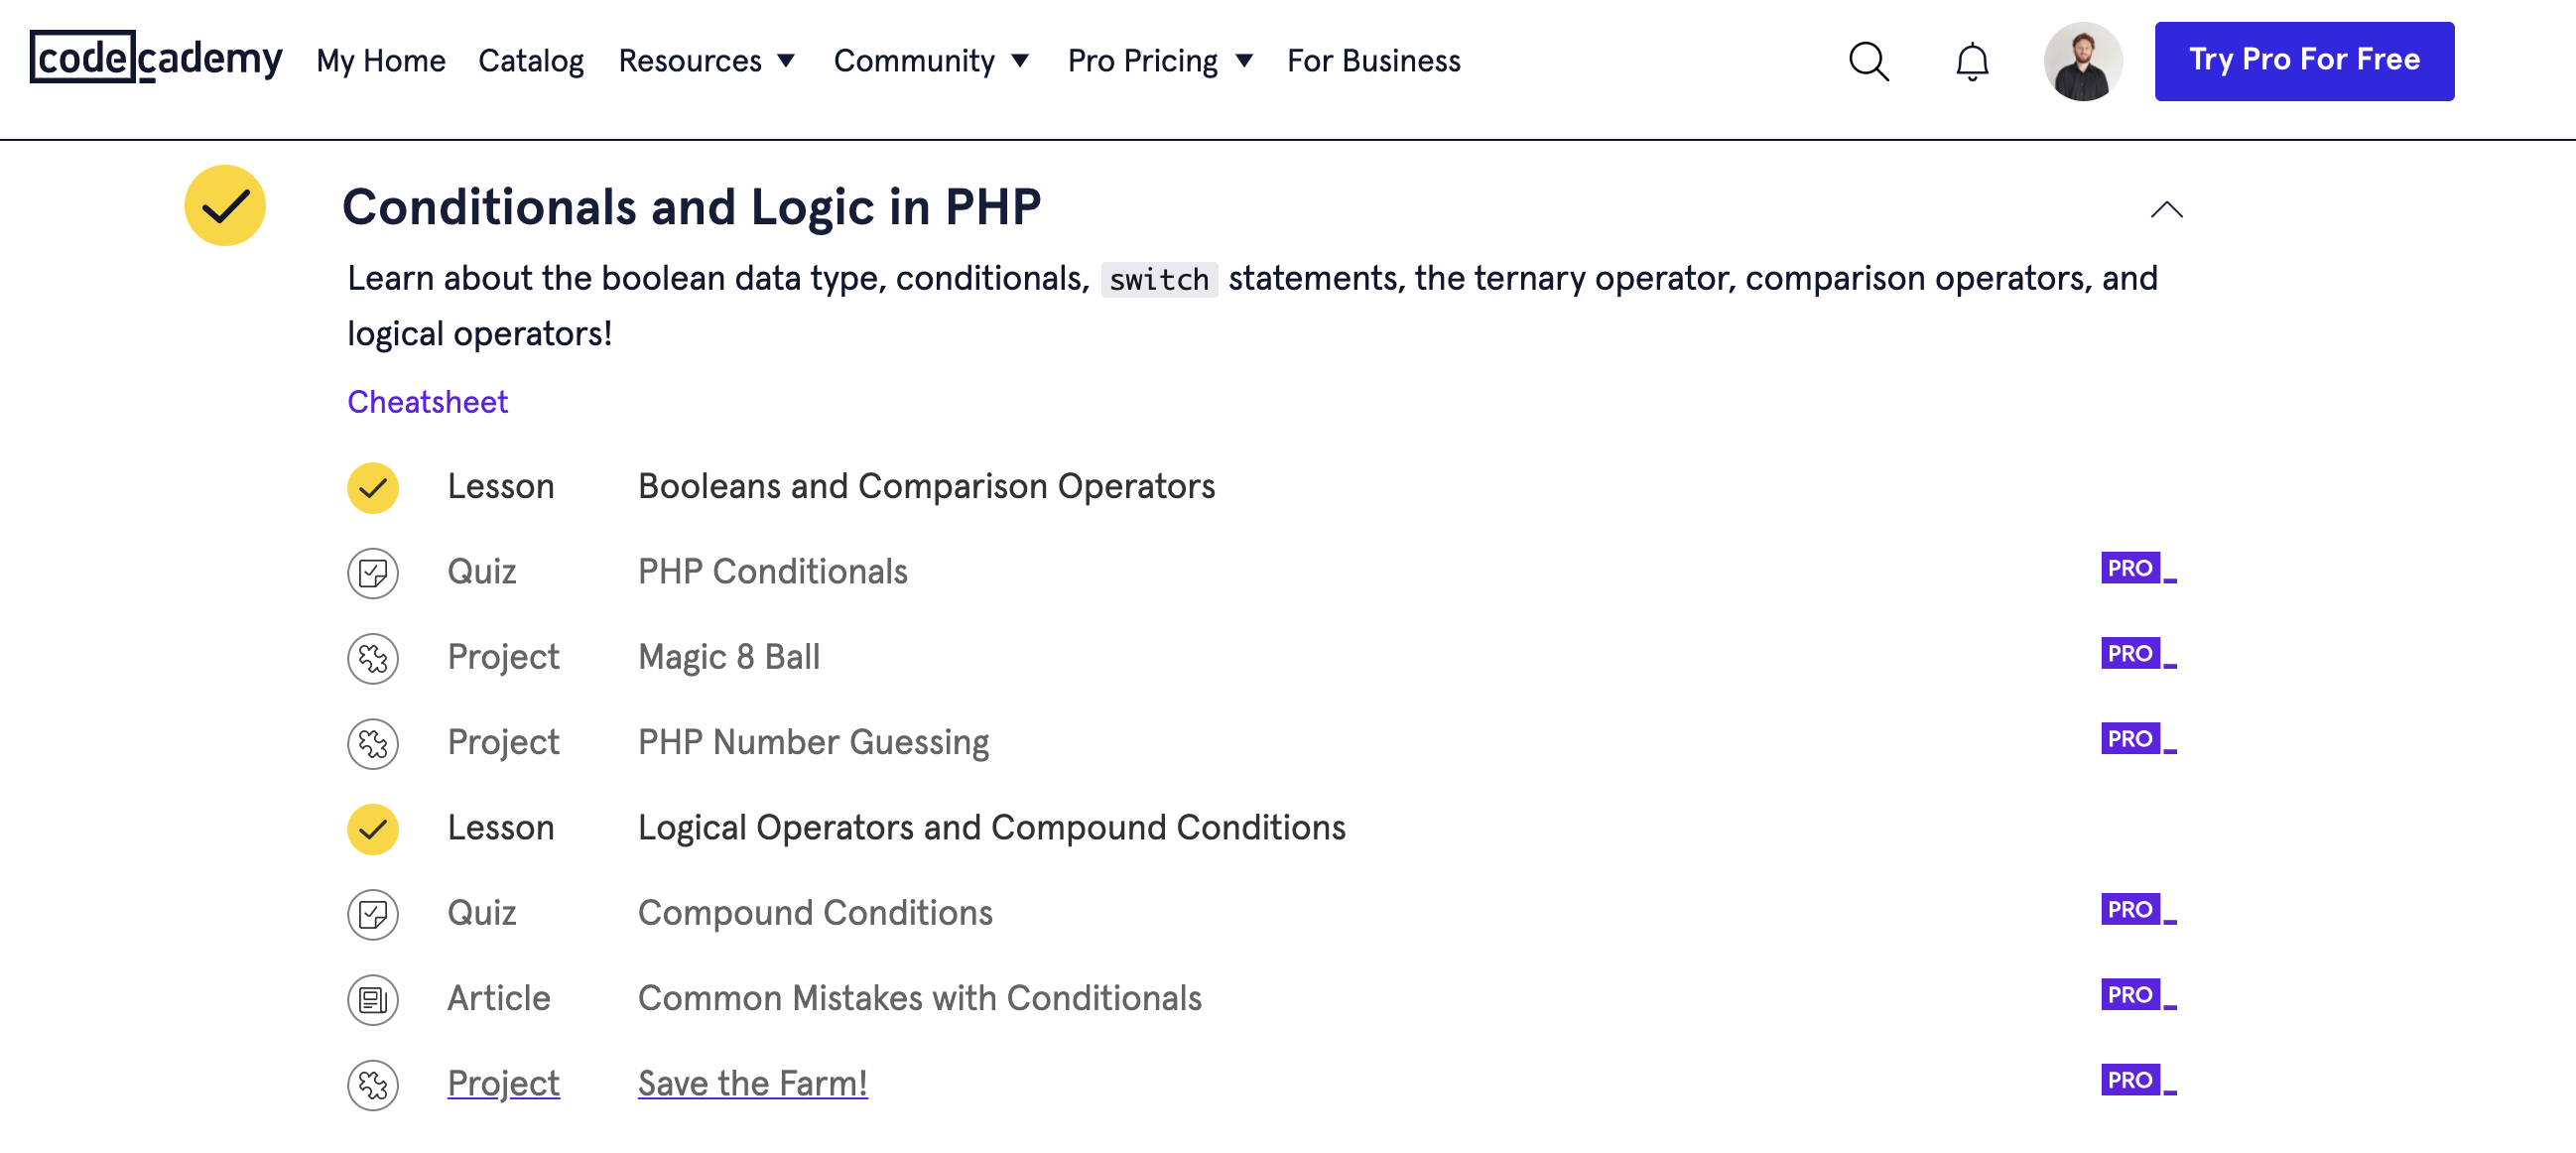 codecademy My Home Catalog Resources Community Pro Pricing For Business Try Pro For Free
Conditionals and Logic in PHP
Learn about the boolean data type, conditionals, switch statements, the ternary operator, comparison operators, and
logical operators!
Cheatsheet
Lesson Booleans and Comparison Operators
Quiz PHP Conditionals PRO
Project Magic 8 Ball PRO
Project PHP Number Guessing PRO
Lesson Logical Operators and Compound Conditions
Quiz Compound Conditions PRO
Article Common Mistakes with Conditionals PRO
Project Save the Farm! PRO